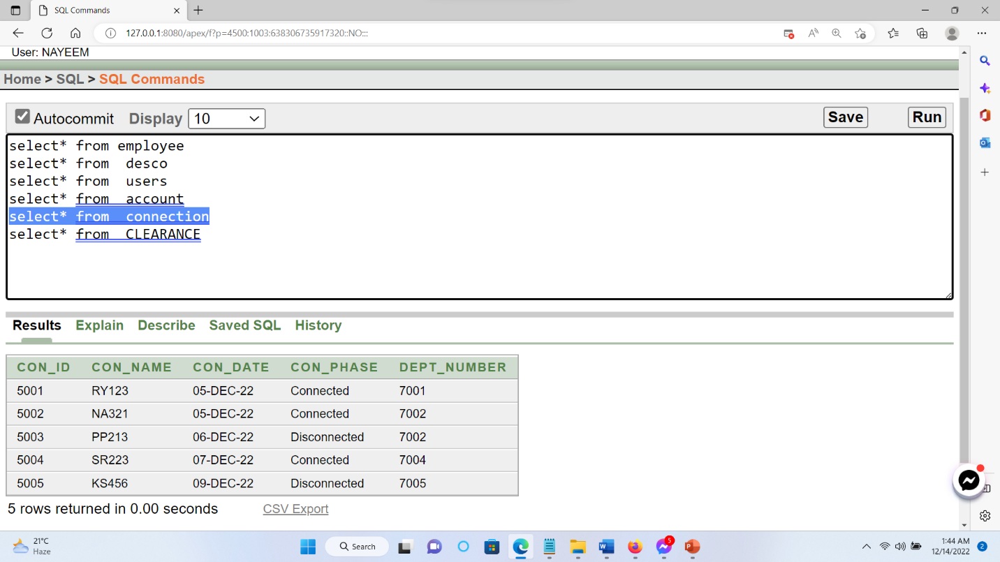 SQL Commands
127.0.0.1:8080/apex/f?p=4500:1003:638306735917320::NO:::
User: NAYEEM
Home > SQL > SQL Commands
Autocommit Display 10 Save Run
select* from employee
select* from  desco
select* from  users
select* from  account
select* from  connection
select* from  CLEARANCE
Results Explain Describe Saved SQL History
CON_ID CON_NAME CON_DATE CON_PHASE DEPT_NUMBER
5001 RY123 05-DEC-22 Connected 7001
5002 NA321 05-DEC-22 Connected 7002
5003 PP213 06-DEC-22 Disconnected 7002
5004 SR223 07-DEC-22 Connected 7004
5005 KS456 09-DEC-22 Disconnected 7005
5 rows returned in 0.00 seconds CSV Export
21°C
Haze
Search
5
1:44 AM
12/14/2022
2